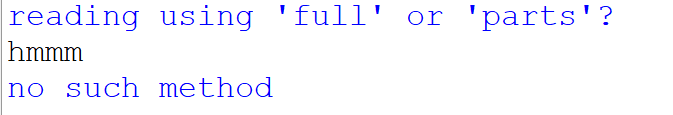 reading using 'full' or 'parts'?
hmmm
no such method